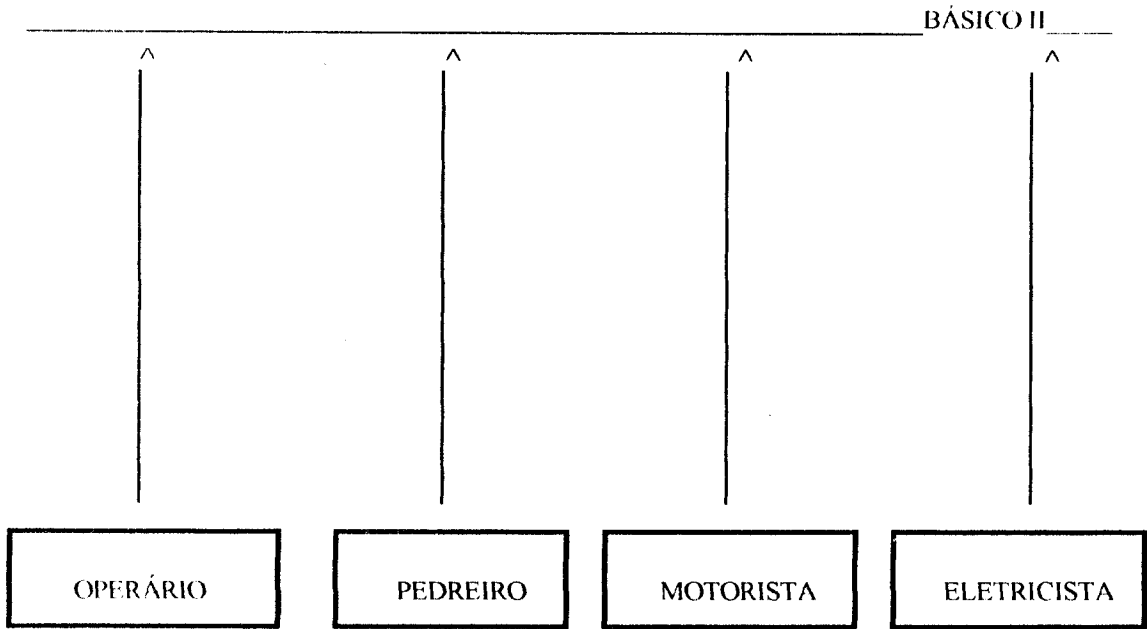 BÁSICO II
^ ^ ^ ^
OPERÁRIO PEDREIRO MOTORISTA ELETRICISTA